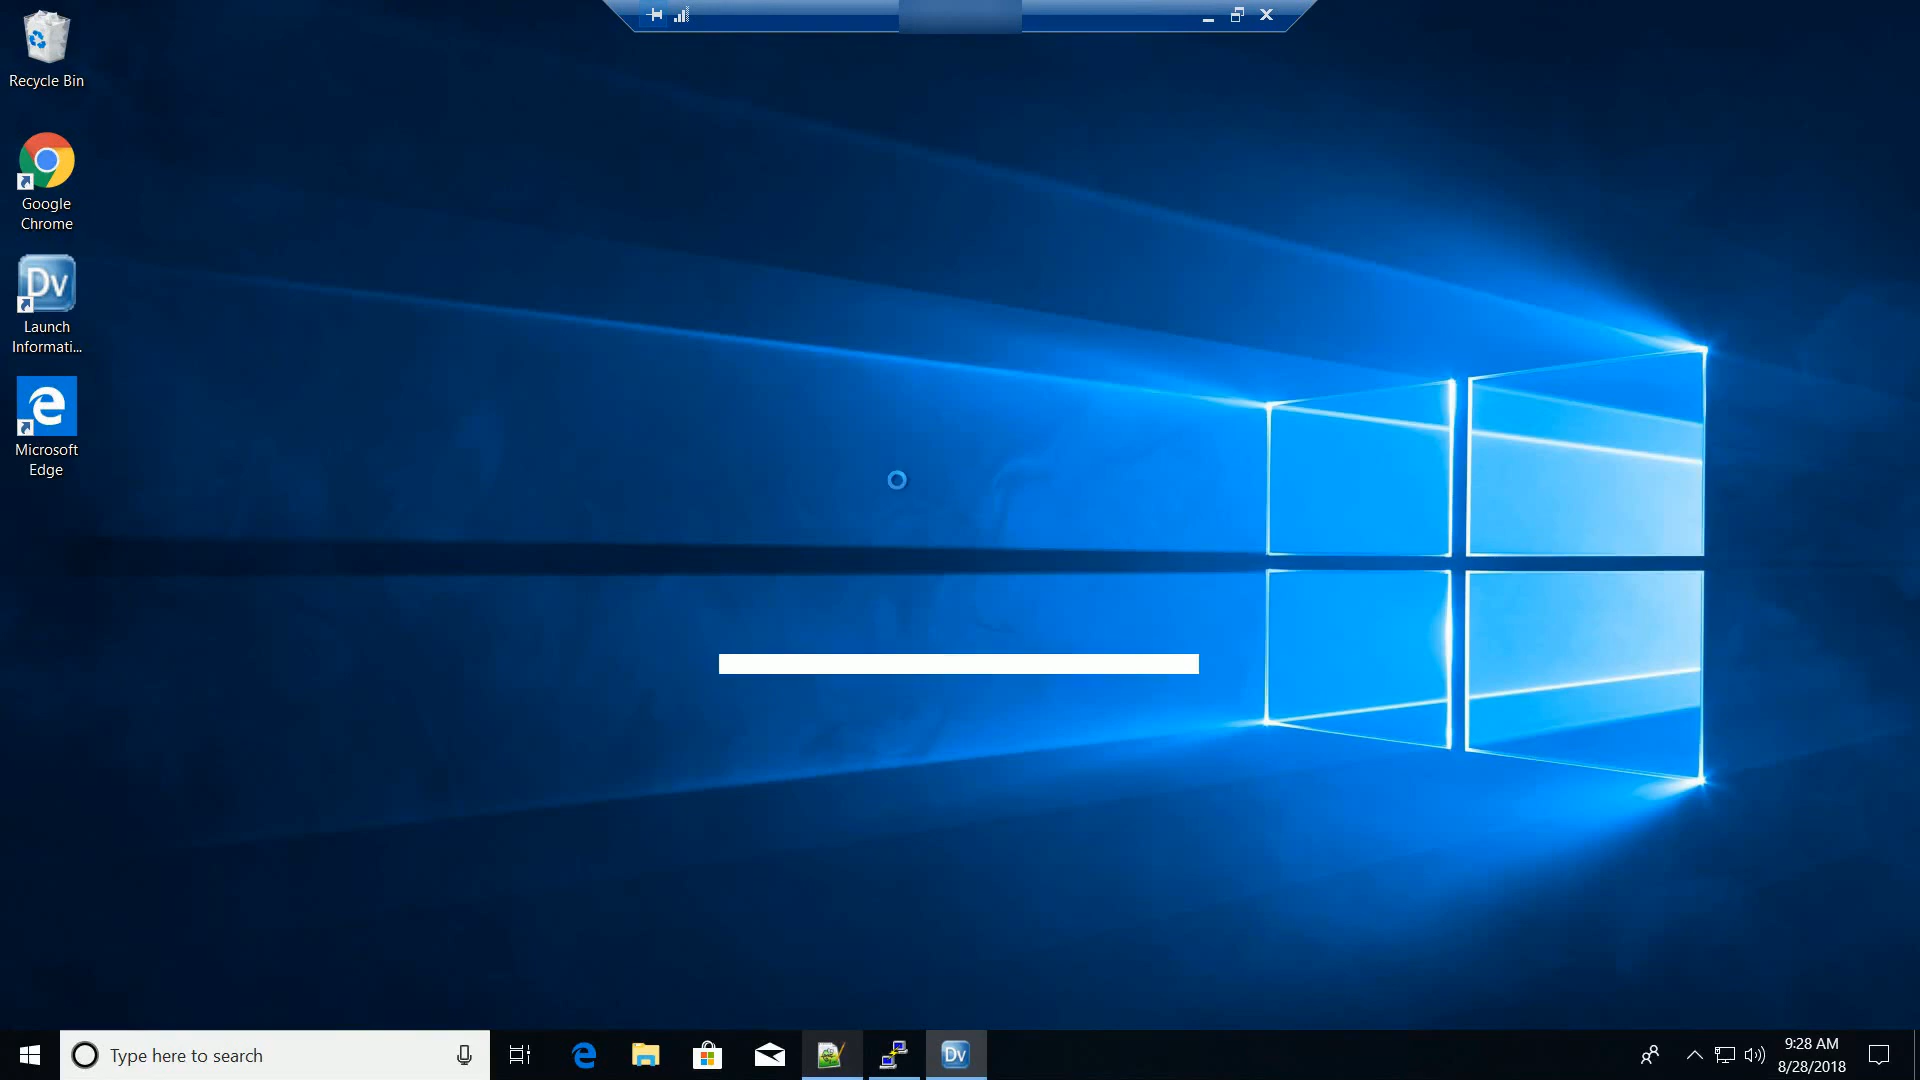 Recycle Bin
Google
Chrome
Dv
Launch
Informati...
Microsoft
Edge
Type here to search
Dv
9:28 AM
8/28/2018